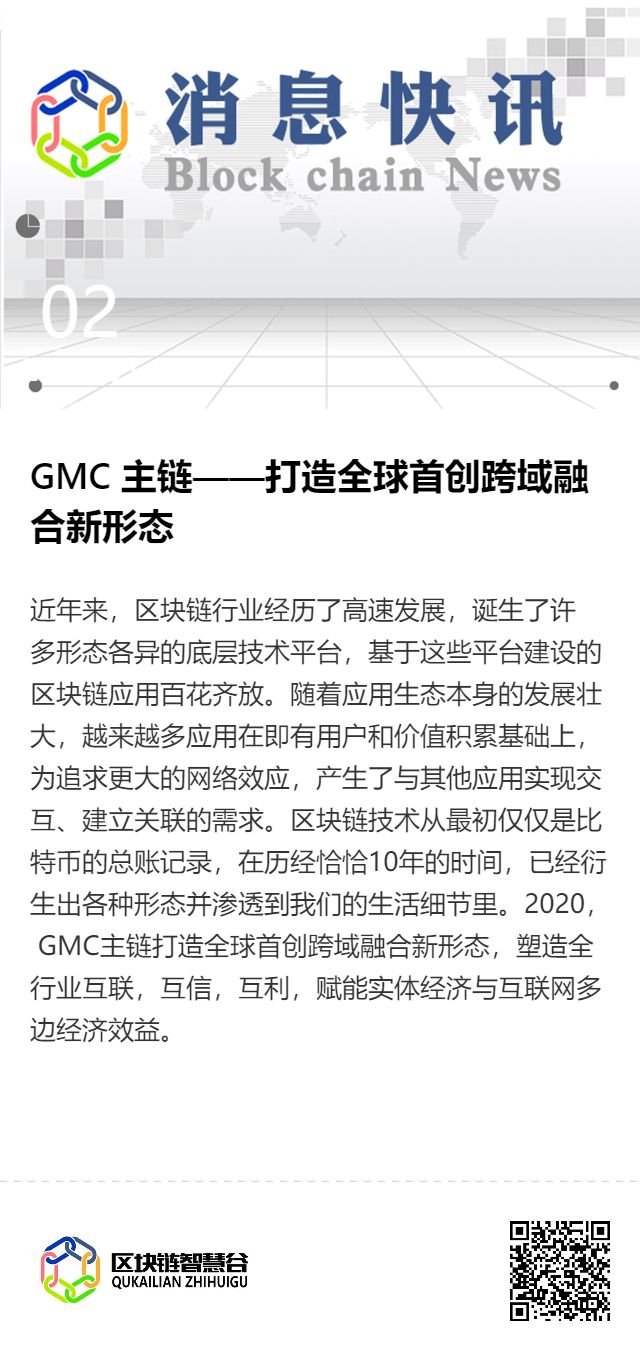 消息快讯
Block chain News
02
GMC 主链——打造全球首创跨域融
合新形态
近年来，区块链行业经历了高速发展，诞生了许
多形态各异的底层技术平台，基于这些平台建设的
区块链应用百花齐放。随着应用生态本身的发展壮
大，越来越多应用在即有用户和价值积累基础上，
为追求更大的网络效应，产生了与其他应用实现交
互、建立关联的需求。区块链技术从最初仅仅是比
特币的总账记录，在历经恰恰10年的时间，已经衍
生出各种形态并渗透到我们的生活细节里。2020，
GMC主链打造全球首创跨域融合新形态，塑造全
行业互联，互信，互利，赋能实体经济与互联网多
边经济效益。
区块链智慧谷
QUKAILIAN ZHIHUIGU